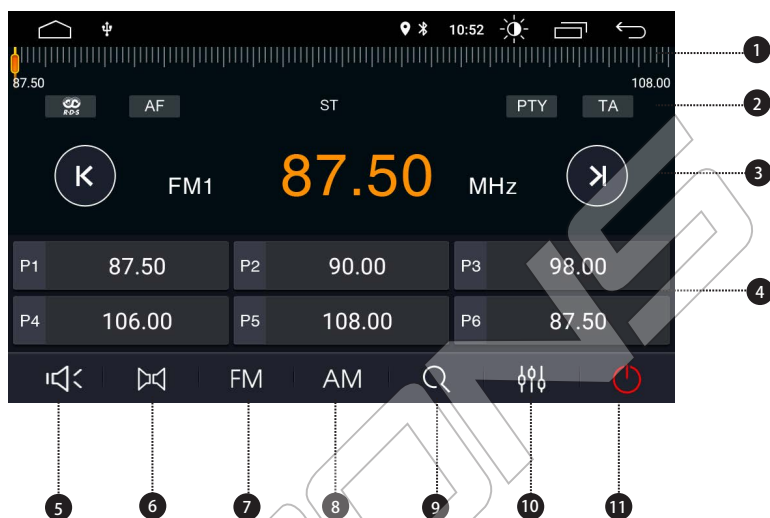 10:52
1
87.50 108.00
R·D·S AF ST PTY TA 2
FM1 87.50 MHz 3
P1 87.50 P2 90.00 P3 98.00
4
P4 106.00 P5 108.00 P6 87.50
FM AM
5 6 7 8 9 10 11